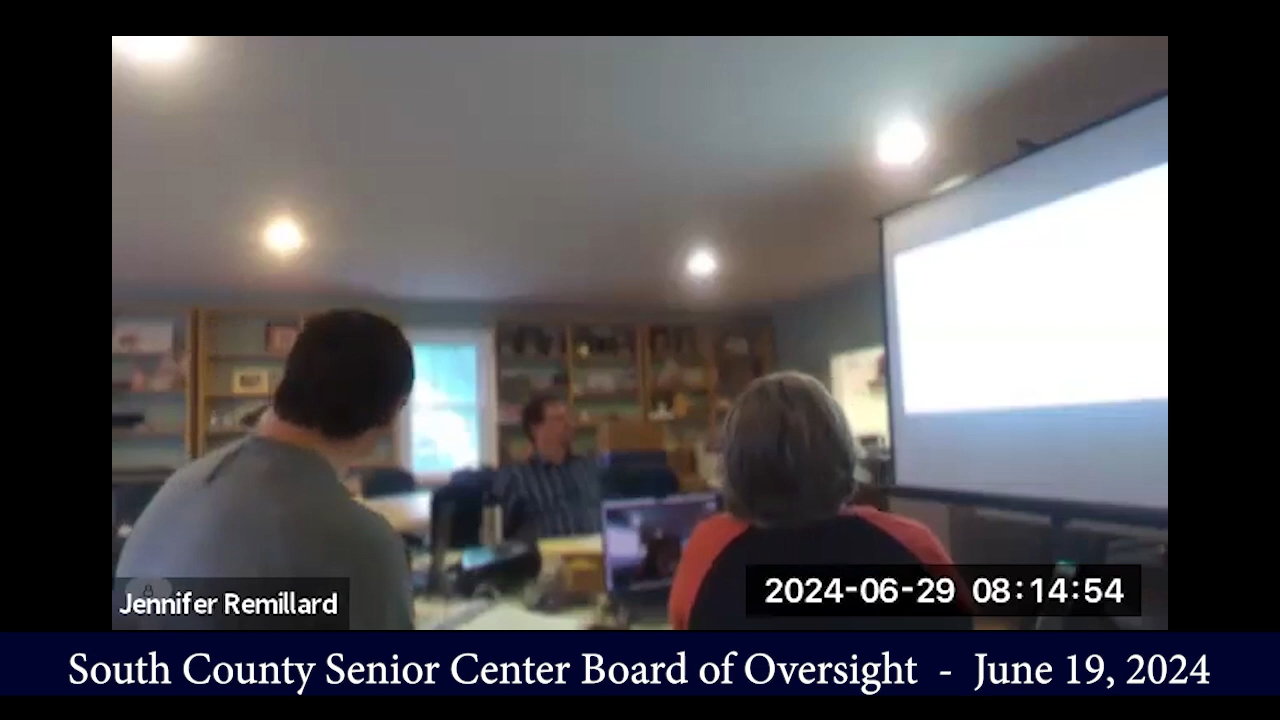 Jennifer Remillard
2024-06-29 08:14:54
South County Senior Center Board of Oversight - June 19, 2024